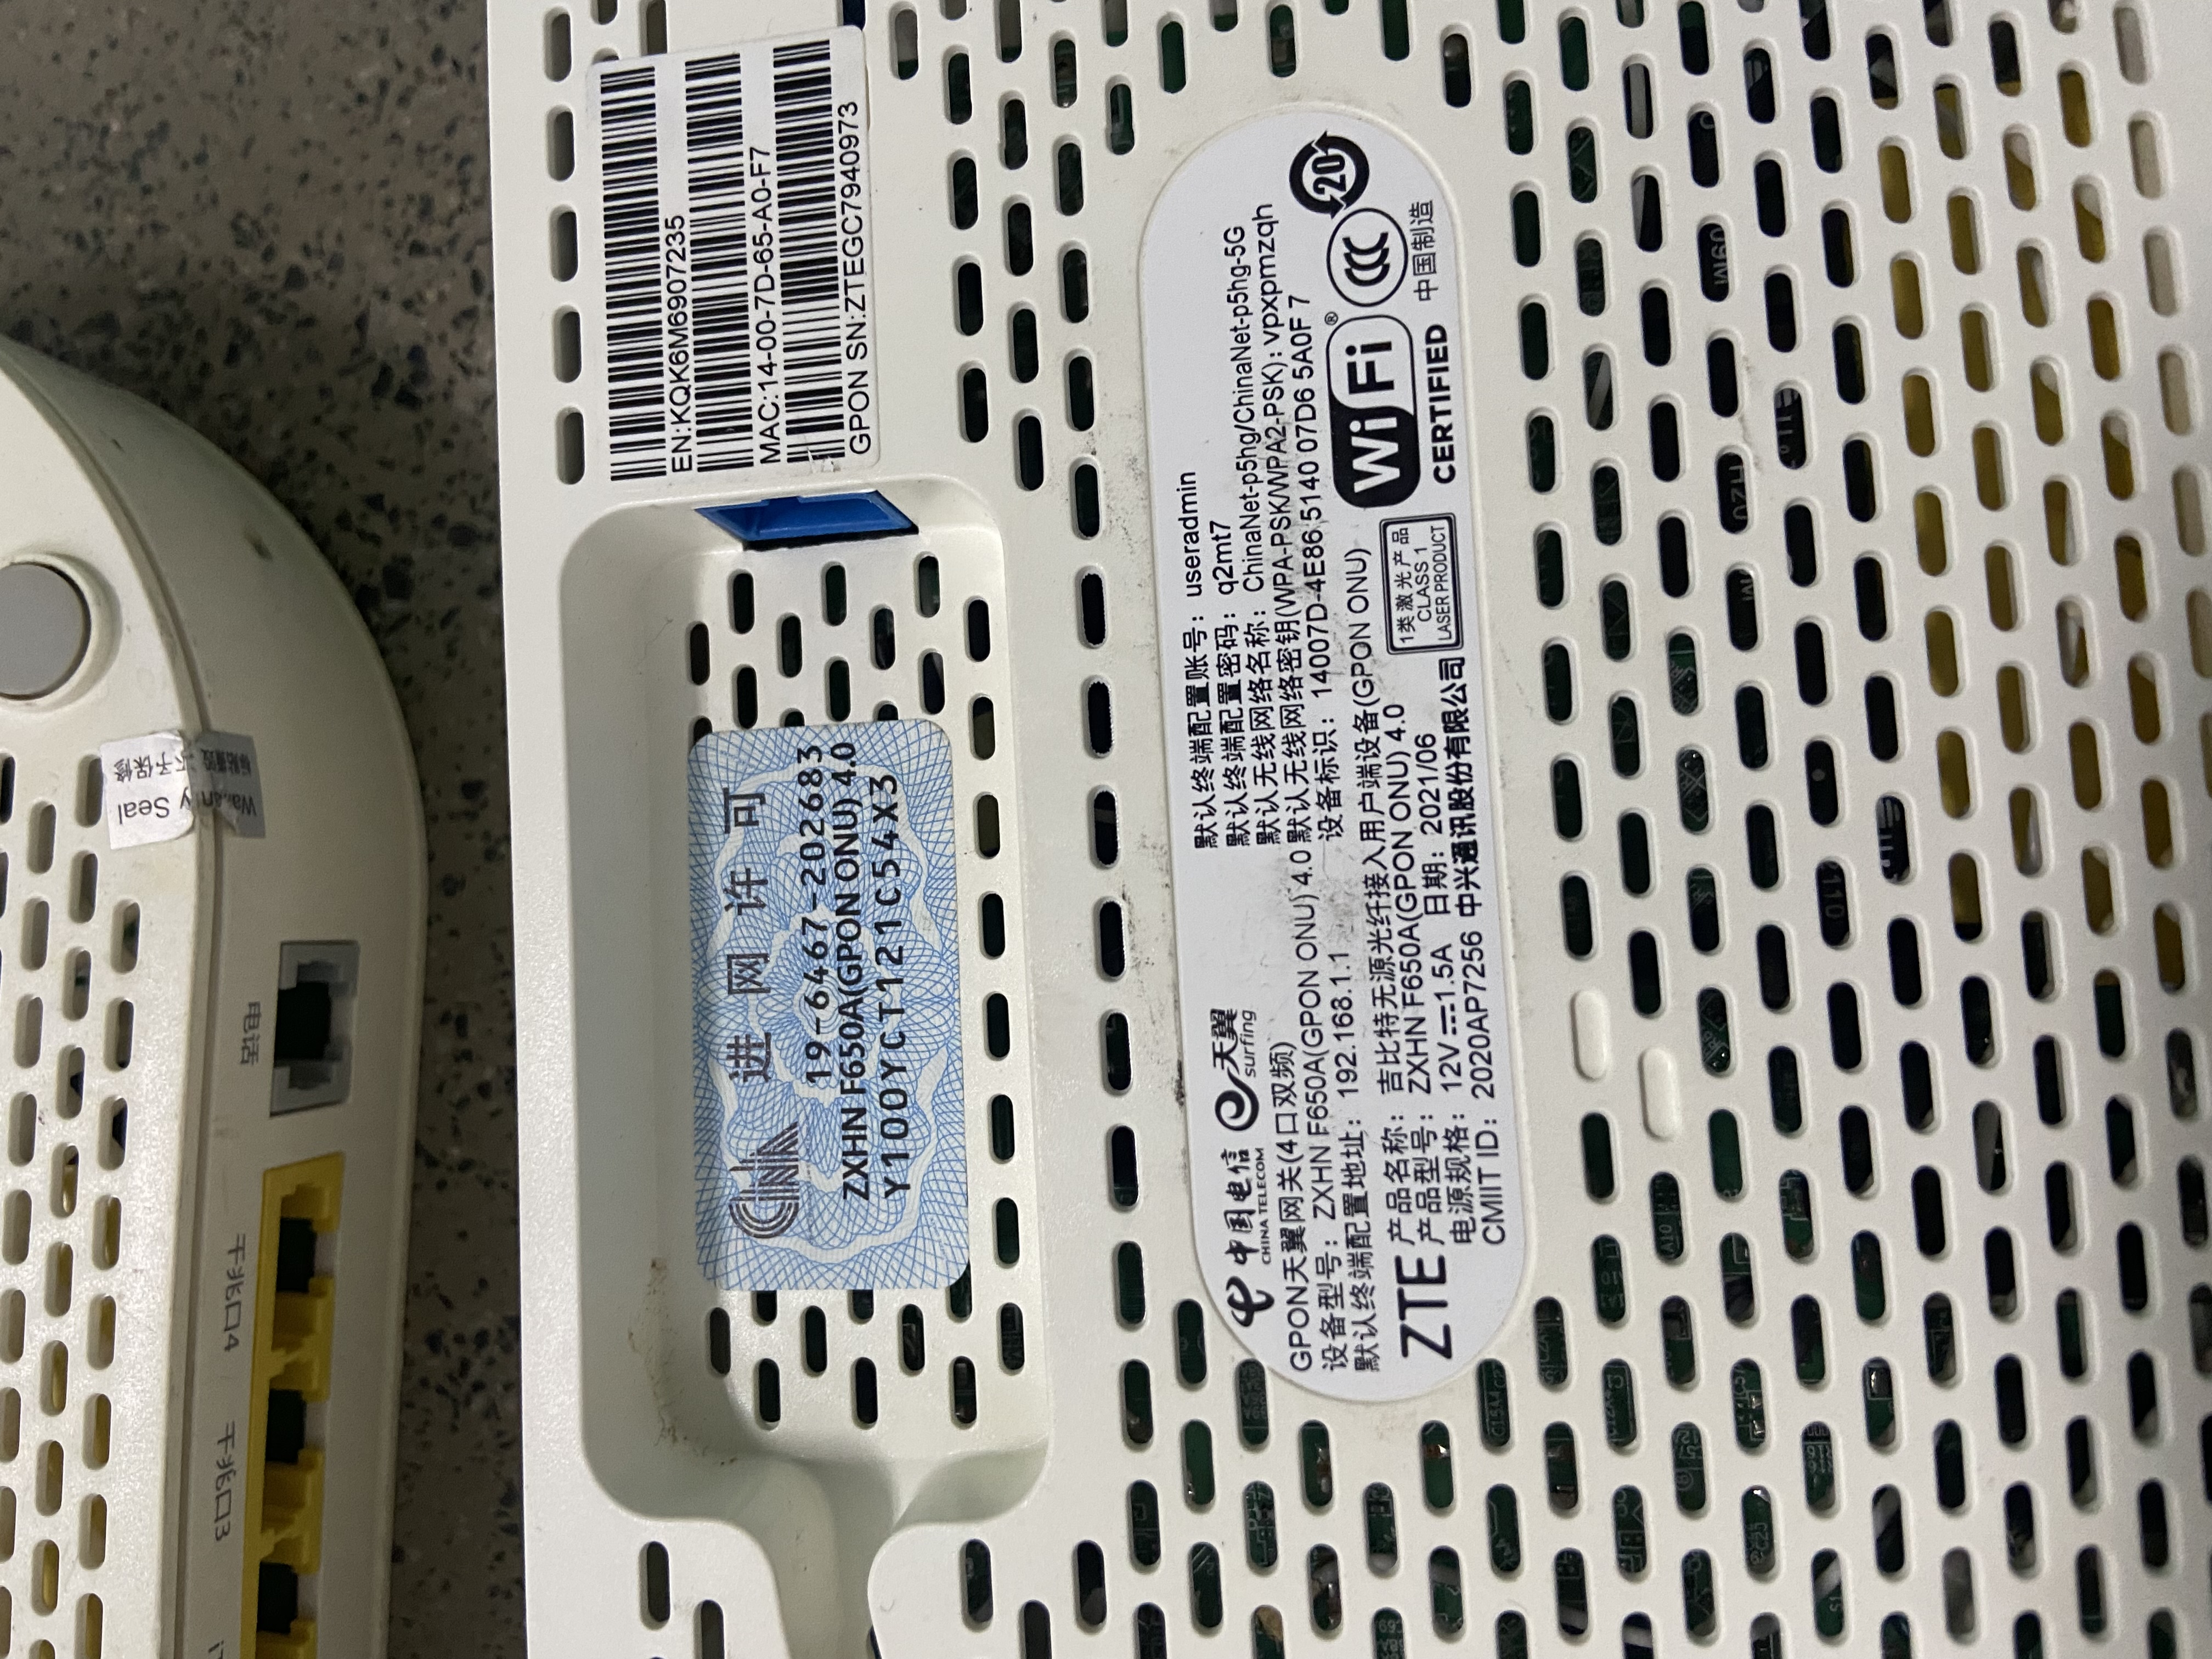 EN:KQK6M6907235
MAC:14-00-7D-65-A0-F7
GPON SN:ZTEGC7940973
进网许可
19-6467-202683
ZXHN F650A(GPON ONU) 4.0
Y100YCT121C54X3
中国电信
CHINA TELECOM
天翼
surfing
GPON天翼网关(4口双频)
设备型号: ZXHN F650A(GPON ONU) 4.0
默认终端配置地址: 192.168.1.1
默认终端配置账号: useradmin
默认终端配置密码: q2mt7
默认无线网络名称: ChinaNet-p5hg/ChinaNet-p5hg-5G
默认无线网络密钥(WPA-PSK/WPA2-PSK): vpxpmzqh
设备标识: 14007D-4E86 5140 07D6 5A0F 7
ZTE
产品名称: 吉比特无源光纤接入用户端设备(GPON ONU)
产品型号: ZXHN F650A(GPON ONU) 4.0
电源规格: 12V 1.5A 日期: 2021/06
CMIIT ID: 2020AP7256 中兴通讯股份有限公司
1类激光产品
CLASS 1
LASER PRODUCT
WiFi®
CERTIFIED
CCC
20
中国制造
Seal
不予保修
电话
千兆口4
千兆口3